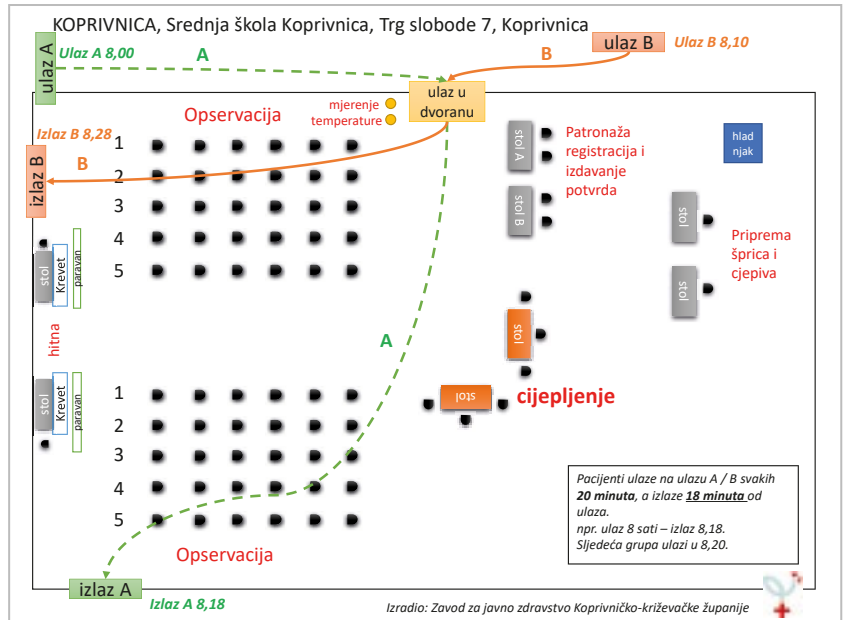 KOPRIVNICA, Srednja škola Koprivnica, Trg slobode 7, Koprivnica
ulaz A
Ulaz A 8,00
A
B
ulaz B
Ulaz B 8,10
ulaz u
dvoranu
mjerenje
temperature
Opservacija
Izlaz B 8,28
izlaz B
B
1
2
3
4
5
stol A
stol B
Patronaža
registracija i
izdavanje
potvrda
hlad
njak
stol
stol
Priprema
šprica i
cjepiva
stol
Krevet
paravan
hitna
stol
Krevet
paravan
A
stol
stol
cijepljenje
1
2
3
4
5
Opservacija
izlaz A
Izlaz A 8,18
Pacijenti ulaze na ulazu A / B svakih
20 minuta, a izlaze 18 minuta od
ulaza.
npr. ulaz 8 sati – izlaz 8,18.
Sljedeća grupa ulazi u 8,20.
Izradio: Zavod za javno zdravstvo Koprivničko-križevačke županije